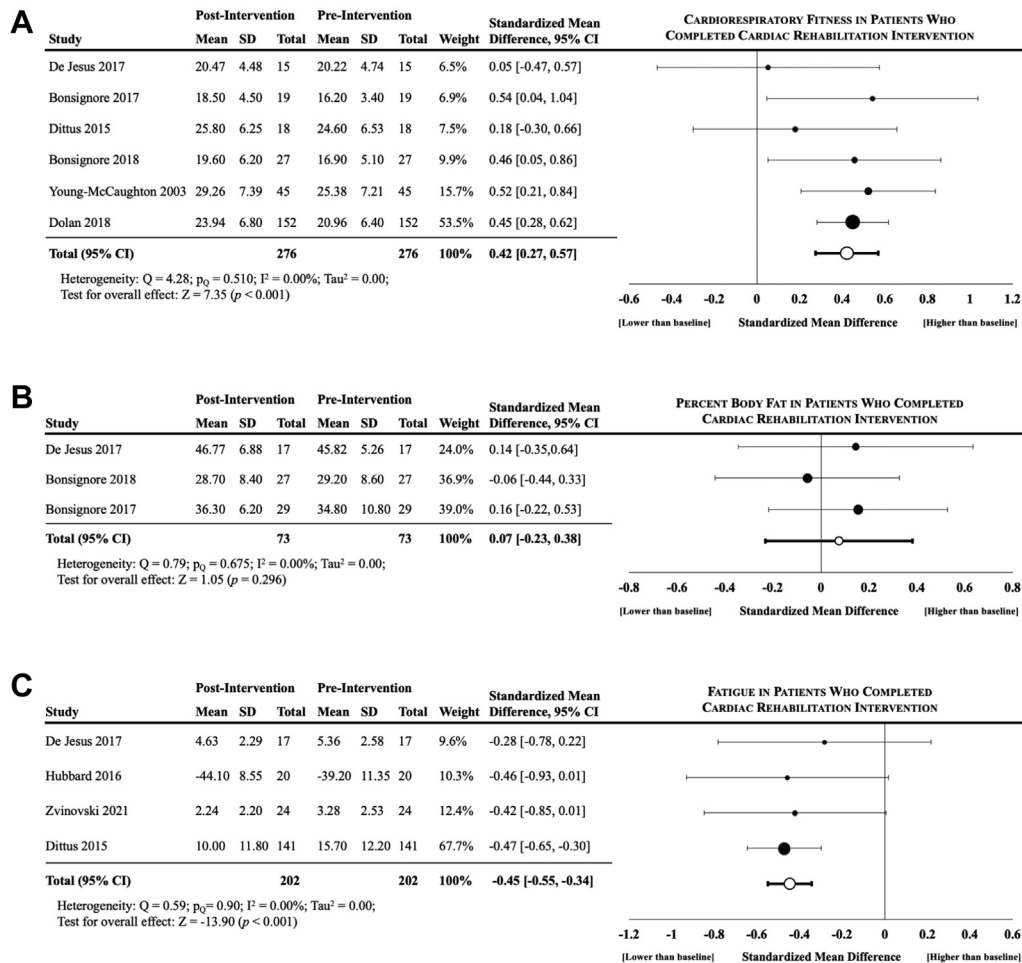 A
Post-Intervention Pre-Intervention Standardized Mean
Study Mean SD Total Mean SD Total Weight Difference, 95% CI
CARDIORESPIRATORY FITNESS IN PATIENTS WHO
COMPLETED CARDIAC REHABILITATION INTERVENTION
De Jesus 2017 20.47 4.48 15 20.22 4.74 15 6.5% 0.05 [-0.47, 0.57]
Bonsignore 2017 18.50 4.50 19 16.20 3.40 19 6.9% 0.54 [0.04, 1.04]
Dittus 2015 25.80 6.25 18 24.60 6.53 18 7.5% 0.18 [-0.30, 0.66]
Bonsignore 2018 19.60 6.20 27 16.90 5.10 27 9.9% 0.46 [0.05, 0.86]
Young-McCaughton 2003 29.26 7.39 45 25.38 7.21 45 15.7% 0.52 [0.21, 0.84]
Dolan 2018 23.94 6.80 152 20.96 6.40 152 53.5% 0.45 [0.28, 0.62]
Total (95% CI) 276 276 100% 0.42 [0.27, 0.57]
Heterogeneity: Q = 4.28; pQ = 0.510; I² = 0.00%; Tau² = 0.00;
Test for overall effect: Z = 7.35 (p < 0.001)
-0.6 -0.2 0 0.2 0.4 0.6 0.8 1 1.2
[Lower than baseline] Standardized Mean Difference [Higher than baseline]
B
Post-Intervention Pre-Intervention Standardized Mean
Study Mean SD Total Mean SD Total Weight Difference, 95% CI
PERCENT BODY FAT IN PATIENTS WHO COMPLETED
CARDIAC REHABILITATION INTERVENTION
De Jesus 2017 46.77 6.88 17 45.82 5.26 17 24.0% 0.14 [-0.35,0.64]
Bonsignore 2018 28.70 8.40 27 29.20 8.60 27 36.9% -0.06 [-0.44, 0.33]
Bonsignore 2017 36.30 6.20 29 34.80 10.80 29 39.0% 0.16 [-0.22, 0.53]
Total (95% CI) 73 73 100% 0.07 [-0.23, 0.38]
Heterogeneity: Q = 0.79; pQ = 0.675; I² = 0.00%; Tau² = 0.00;
Test for overall effect: Z = 1.05 (p = 0.296)
-0.8 -0.6 -0.4 -0.2 0 0.2 0.4 0.6 0.8
[Lower than baseline] Standardized Mean Difference [Higher than baseline]
C
Post-Intervention Pre-Intervention Standardized Mean
Study Mean SD Total Mean SD Total Weight Difference, 95% CI
FATIGUE IN PATIENTS WHO COMPLETED
CARDIAC REHABILITATION INTERVENTION
De Jesus 2017 4.63 2.29 17 5.36 2.58 17 9.6% -0.28 [-0.78, 0.22]
Hubbard 2016 -44.10 8.55 20 -39.20 11.35 20 10.3% -0.46 [-0.93, 0.01]
Zvinovski 2021 2.24 2.20 24 3.28 2.53 24 12.4% -0.42 [-0.85, 0.01]
Dittus 2015 10.00 11.80 141 15.70 12.20 141 67.7% -0.47 [-0.65, -0.30]
Total (95% CI) 202 202 100% -0.45 [-0.55, -0.34]
Heterogeneity: Q = 0.59; pQ= 0.90; I² = 0.00%; Tau² = 0.00;
Test for overall effect: Z = -13.90 (p < 0.001)
-1.2 -1 -0.8 -0.6 -0.4 -0.2 0 0.2 0.4 0.6
[Lower than baseline] Standardized Mean Difference [Higher than baseline]